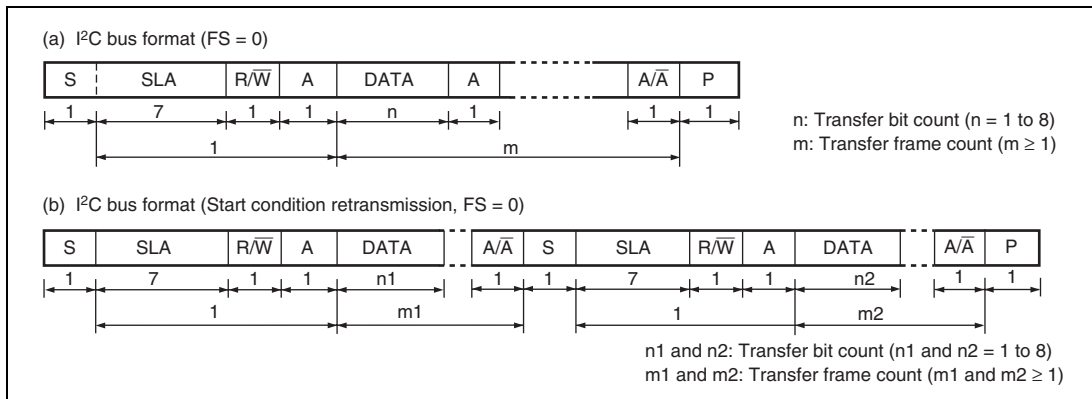 (a) I²C bus format (FS = 0)
S SLA R/W̅ A DATA A A/A̅ P
1 7 1 1 n 1 1 1
1 m
n: Transfer bit count (n = 1 to 8)
m: Transfer frame count (m ≥ 1)
(b) I²C bus format (Start condition retransmission, FS = 0)
S SLA R/W̅ A DATA A/A̅ S SLA R/W̅ A DATA A/A̅ P
1 7 1 1 n1 1 1 7 1 1 n2 1 1
1 m1 1 m2
n1 and n2: Transfer bit count (n1 and n2 = 1 to 8)
m1 and m2: Transfer frame count (m1 and m2 ≥ 1)